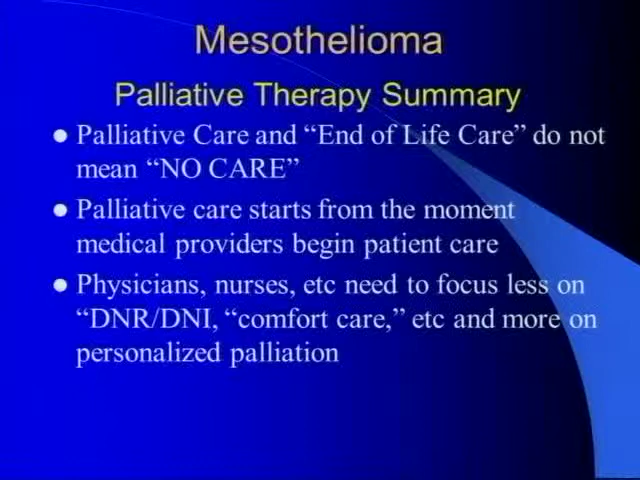 Mesothelioma
Palliative Therapy Summary
● Palliative Care and “End of Life Care” do not
mean “NO CARE”
● Palliative care starts from the moment
medical providers begin patient care
● Physicians, nurses, etc need to focus less on
“DNR/DNI, “comfort care,” etc and more on
personalized palliation